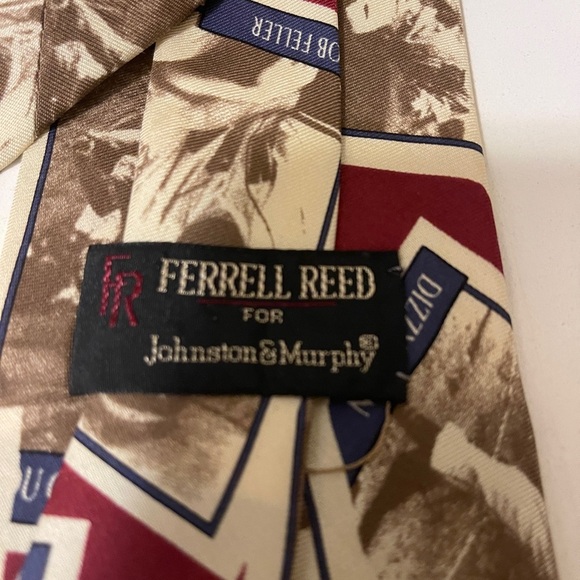 OB FELLER
FR FERRELL REED
FOR
Johnston&Murphy®
DIZZ
U